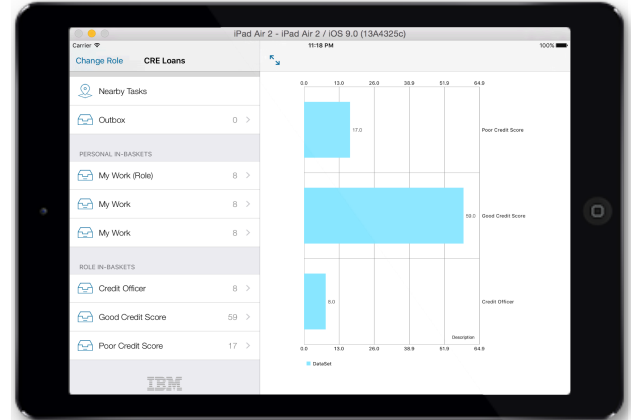 iPad Air 2 - iPad Air 2 / iOS 9.0 (13A4325c)
Carrier 11:18 PM 100%
Change Role CRE Loans
Nearby Tasks
Outbox 0
PERSONAL IN-BASKETS
My Work (Role) 8
My Work 8
My Work 8
ROLE IN-BASKETS
Credit Officer 8
Good Credit Score 59
Poor Credit Score 17
IBM
0.0 13.0 26.0 38.9 51.9 64.9
17.0 Poor Credit Score
59.0 Good Credit Score
8.0 Credit Officer
Description
0.0 13.0 26.0 38.9 51.9 64.9
DataSet